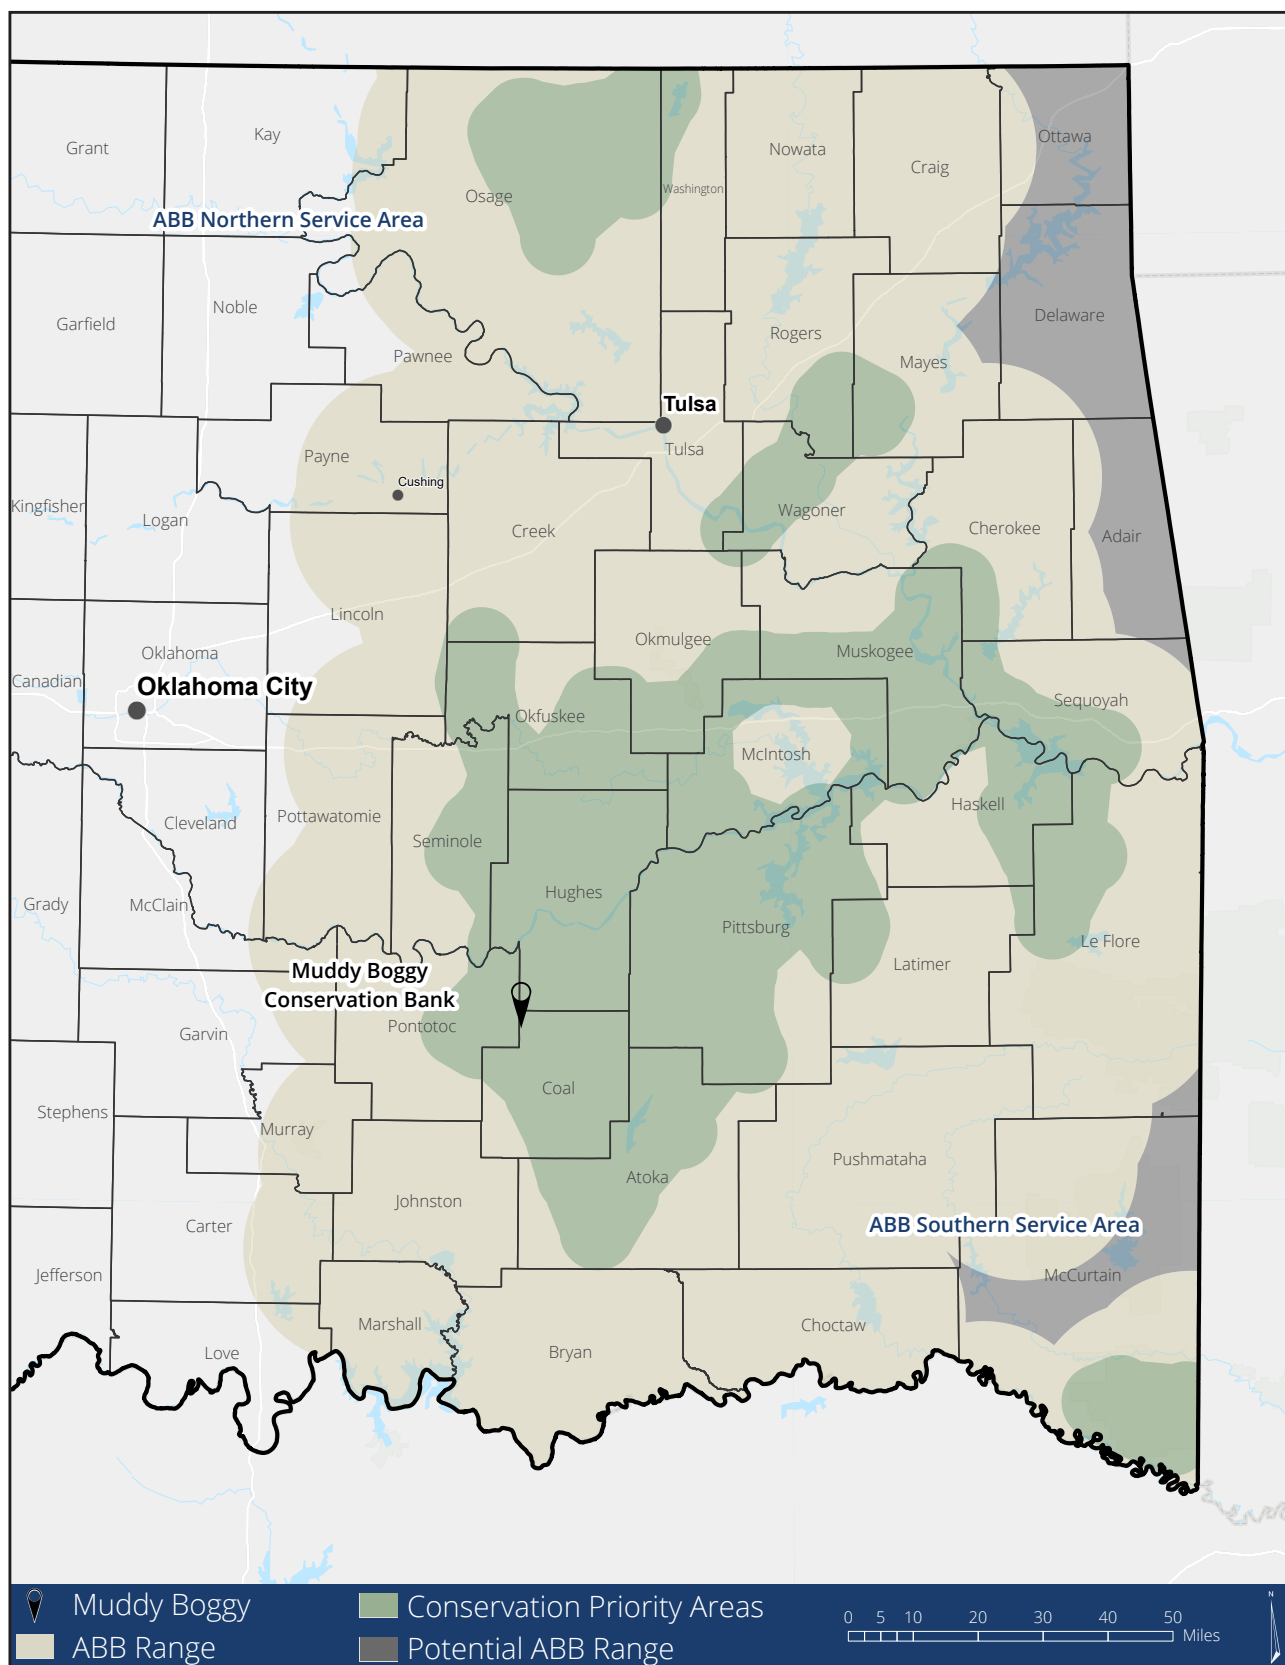 Grant
Kay
Osage
Washington
Nowata
Craig
Ottawa
ABB Northern Service Area
Garfield
Noble
Pawnee
Rogers
Mayes
Delaware
Tulsa
Tulsa
Payne
Cushing
Kingfisher
Logan
Creek
Wagoner
Cherokee
Adair
Lincoln
Okmulgee
Muskogee
Oklahoma
Canadian
Oklahoma City
Okfuskee
Sequoyah
McIntosh
Cleveland
Pottawatomie
Seminole
Haskell
Grady
McClain
Hughes
Pittsburg
Le Flore
Latimer
Muddy Boggy
Conservation Bank
Garvin
Pontotoc
Coal
Stephens
Murray
Atoka
Pushmataha
Johnston
Carter
ABB Southern Service Area
Jefferson
McCurtain
Marshall
Choctaw
Love
Bryan
Muddy Boggy
ABB Range
Conservation Priority Areas
Potential ABB Range
0 5 10 20 30 40 50
Miles
N